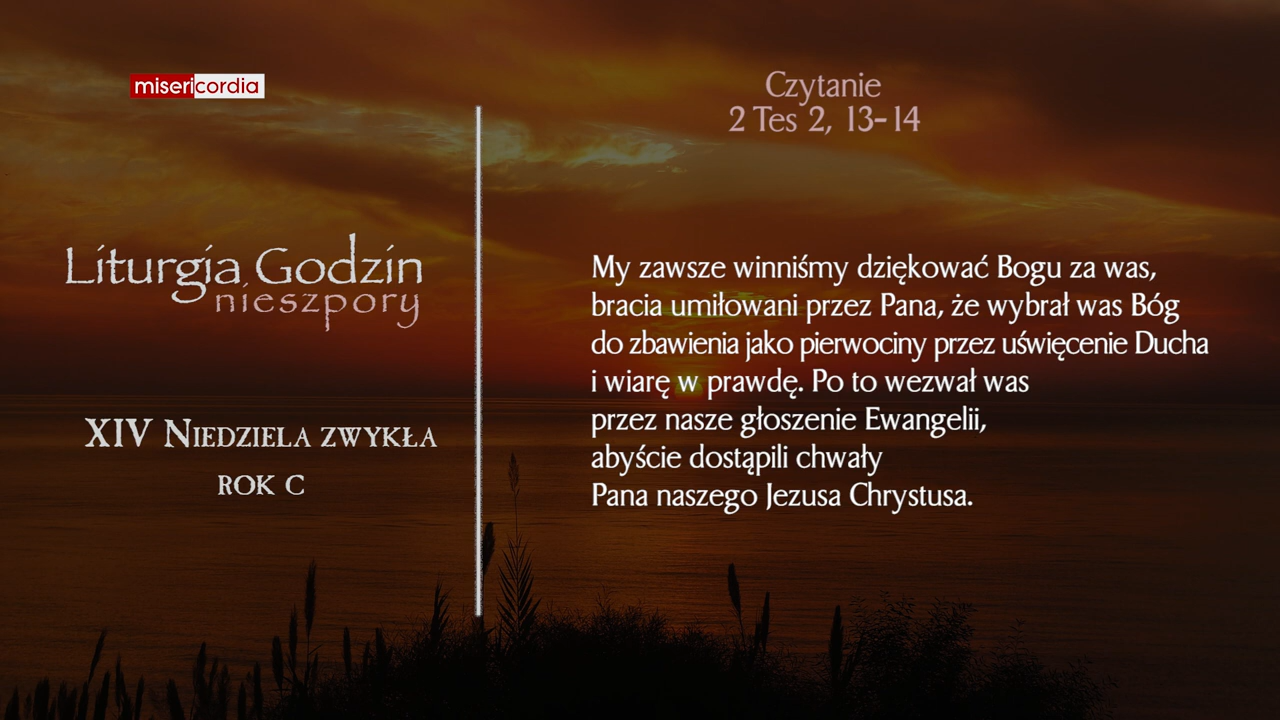 misericordia
Liturgia Godzin
nieszpory
XIV Niedziela zwykła
rok C
Czytanie
2 Tes 2, 13-14
My zawsze winniśmy dziękować Bogu za was,
bracia umiłowani przez Pana, że wybrał was Bóg
do zbawienia jako pierwociny przez uświęcenie Ducha
i wiarę w prawdę. Po to wezwał was
przez nasze głoszenie Ewangelii,
abyście dostąpili chwały
Pana naszego Jezusa Chrystusa.